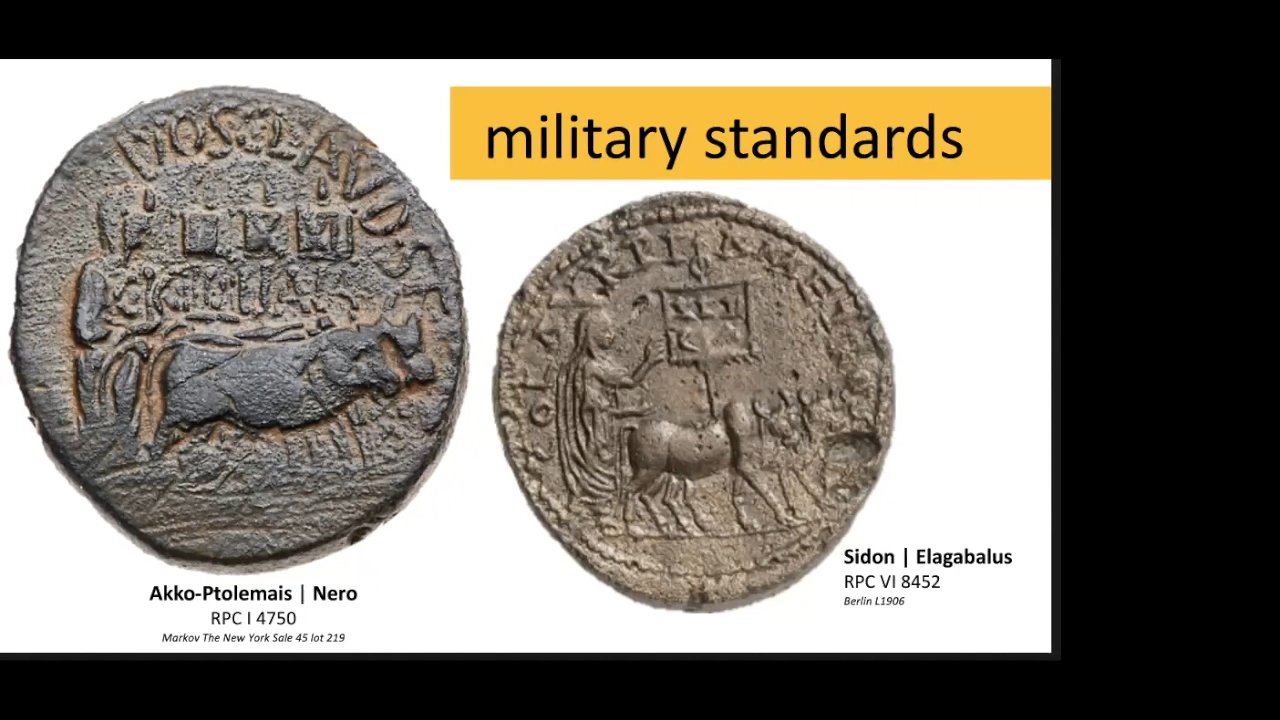 military standards
Akko-Ptolemais | Nero
RPC I 4750
Markov The New York Sale 45 lot 219
Sidon | Elagabalus
RPC VI 8452
Berlin L1906